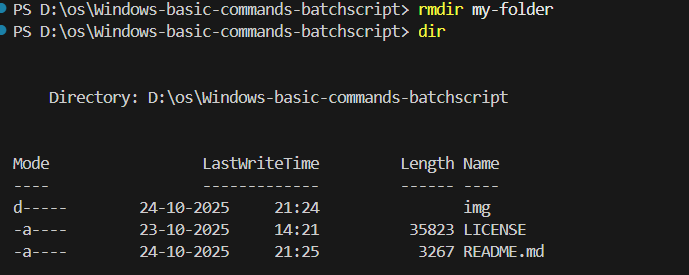 PS D:\os\Windows-basic-commands-batchscript> rmdir my-folder
PS D:\os\Windows-basic-commands-batchscript> dir
Directory: D:\os\Windows-basic-commands-batchscript
Mode LastWriteTime Length Name
---- ------------- ------ ----
d----- 24-10-2025 21:24 img
-a---- 23-10-2025 14:21 35823 LICENSE
-a---- 24-10-2025 21:25 3267 README.md